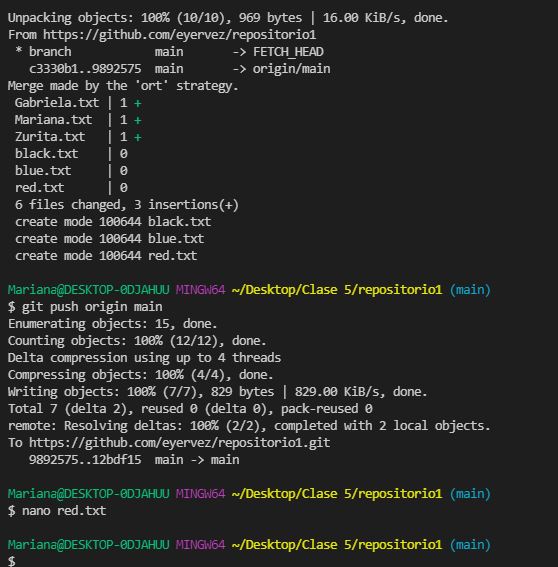 Unpacking objects: 100% (10/10), 969 bytes | 16.00 KiB/s, done.
From https://github.com/eyervez/repositorio1
 * branch            main       -> FETCH_HEAD
   c3330b1..9892575  main       -> origin/main
Merge made by the 'ort' strategy.
 Gabriela.txt | 1 +
 Mariana.txt  | 1 +
 Zurita.txt   | 1 +
 black.txt    | 0
 blue.txt     | 0
 red.txt      | 0
 6 files changed, 3 insertions(+)
 create mode 100644 black.txt
 create mode 100644 blue.txt
 create mode 100644 red.txt
Mariana@DESKTOP-0DJAHUU MINGW64 ~/Desktop/Clase 5/repositorio1 (main)
$ git push origin main
Enumerating objects: 15, done.
Counting objects: 100% (12/12), done.
Delta compression using up to 4 threads
Compressing objects: 100% (4/4), done.
Writing objects: 100% (7/7), 829 bytes | 829.00 KiB/s, done.
Total 7 (delta 2), reused 0 (delta 0), pack-reused 0
remote: Resolving deltas: 100% (2/2), completed with 2 local objects.
To https://github.com/eyervez/repositorio1.git
   9892575..12bdf15  main -> main
Mariana@DESKTOP-0DJAHUU MINGW64 ~/Desktop/Clase 5/repositorio1 (main)
$ nano red.txt
Mariana@DESKTOP-0DJAHUU MINGW64 ~/Desktop/Clase 5/repositorio1 (main)
$